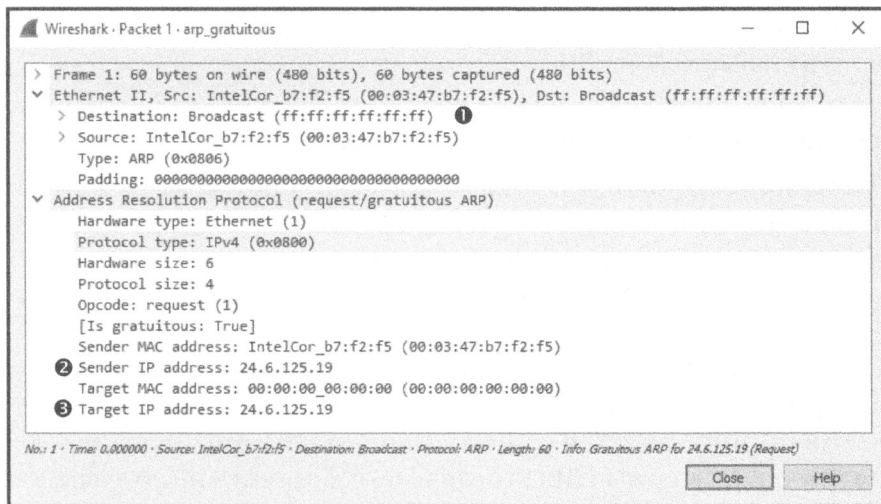 Wireshark · Packet 1 · arp_gratuitous
> Frame 1: 60 bytes on wire (480 bits), 60 bytes captured (480 bits)
Ethernet II, Src: IntelCor_b7:f2:f5 (00:03:47:b7:f2:f5), Dst: Broadcast (ff:ff:ff:ff:ff:ff)
> Destination: Broadcast (ff:ff:ff:ff:ff:ff) ❶
> Source: IntelCor_b7:f2:f5 (00:03:47:b7:f2:f5)
Type: ARP (0x0806)
Padding: 000000000000000000000000000000000000
Address Resolution Protocol (request/gratuitous ARP)
Hardware type: Ethernet (1)
Protocol type: IPv4 (0x0800)
Hardware size: 6
Protocol size: 4
Opcode: request (1)
[Is gratuitous: True]
Sender MAC address: IntelCor_b7:f2:f5 (00:03:47:b7:f2:f5)
❷ Sender IP address: 24.6.125.19
Target MAC address: 00:00:00_00:00:00 (00:00:00:00:00:00)
❸ Target IP address: 24.6.125.19
No.: 1 · Time: 0.000000 · Source: IntelCor_b7:f2:f5 · Destination: Broadcast · Protocol: ARP · Length: 60 · Info: Gratuitous ARP for 24.6.125.19 (Request)
Close Help